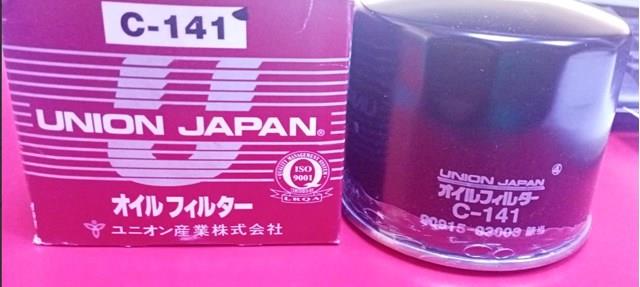 C-141
UNION JAPAN®
ISO
9001
LRQA
オイルフィルター
ユニオン産業株式会社
UNION JAPAN
オイルフィルター
C-141